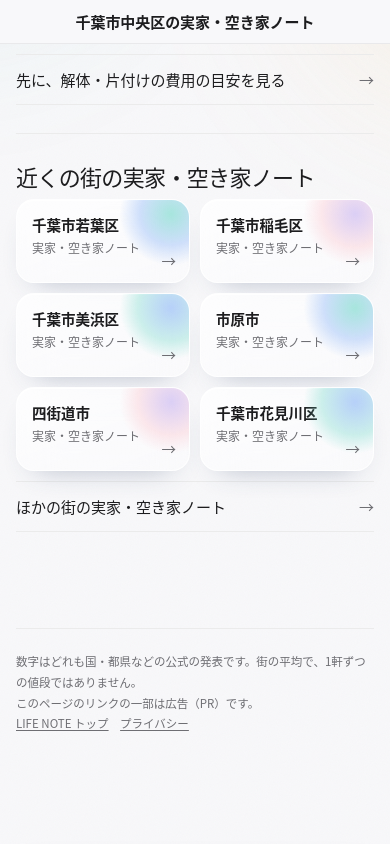 千葉市中央区の実家・空き家ノート
先に、解体・片付けの費用の目安を見る →
近くの街の実家・空き家ノート
千葉市若葉区
実家・空き家ノート
→
千葉市稲毛区
実家・空き家ノート
→
千葉市美浜区
実家・空き家ノート
→
市原市
実家・空き家ノート
→
四街道市
実家・空き家ノート
→
千葉市花見川区
実家・空き家ノート
→
ほかの街の実家・空き家ノート →
数字はどれも国・都県などの公式の発表です。街の平均で、1軒ずつ
の値段ではありません。
このページのリンクの一部は広告（PR）です。
LIFE NOTE トップ プライバシー